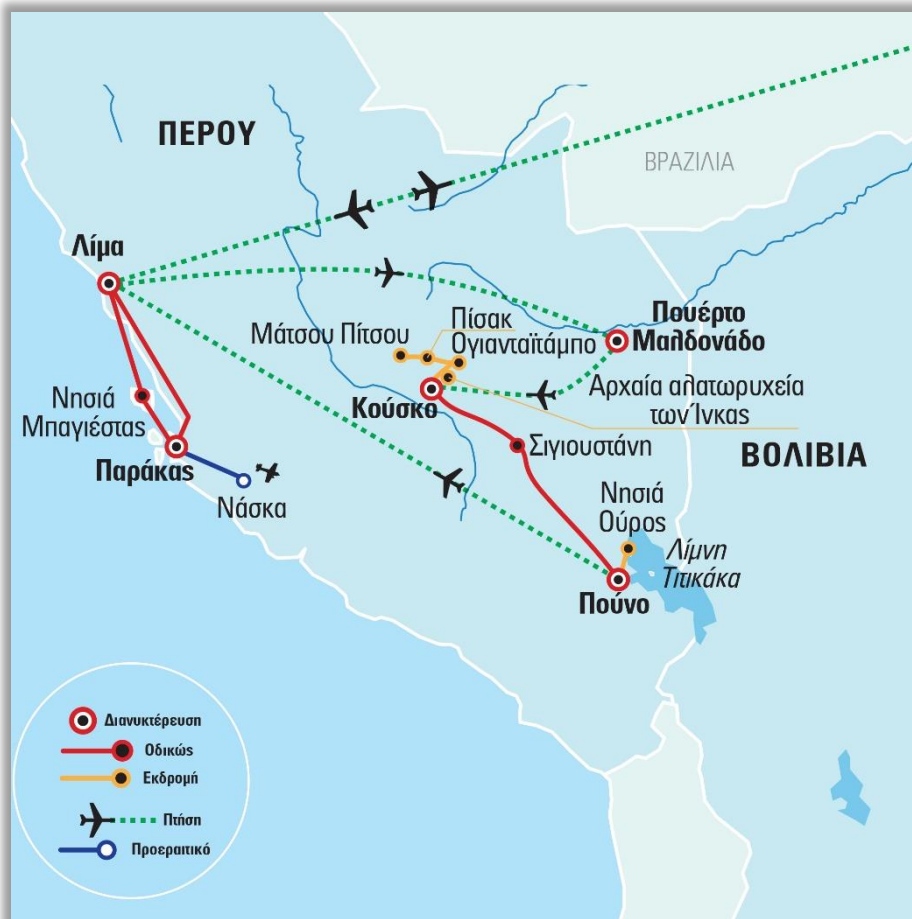 ΠΕΡΟΥ
ΒΡΑΖΙΛΙΑ
Λίμα
Πουέρτο
Μαλδονάδο
Μάτσου Πίτσου
Πίσακ
Ογιανταϊτάμπο
Κούσκο
Αρχαία αλατωρυχεία
των Ίνκας
Νησιά
Μπαγιέστας
Παράκας
Νάσκα
Σιγιουστάνη
ΒΟΛΙΒΙΑ
Νησιά
Ούρος
Λίμνη
Τιτικάκα
Πούνο
Διανυκτέρευση
Οδικώς
Εκδρομή
Πτήση
Προεραιτικό